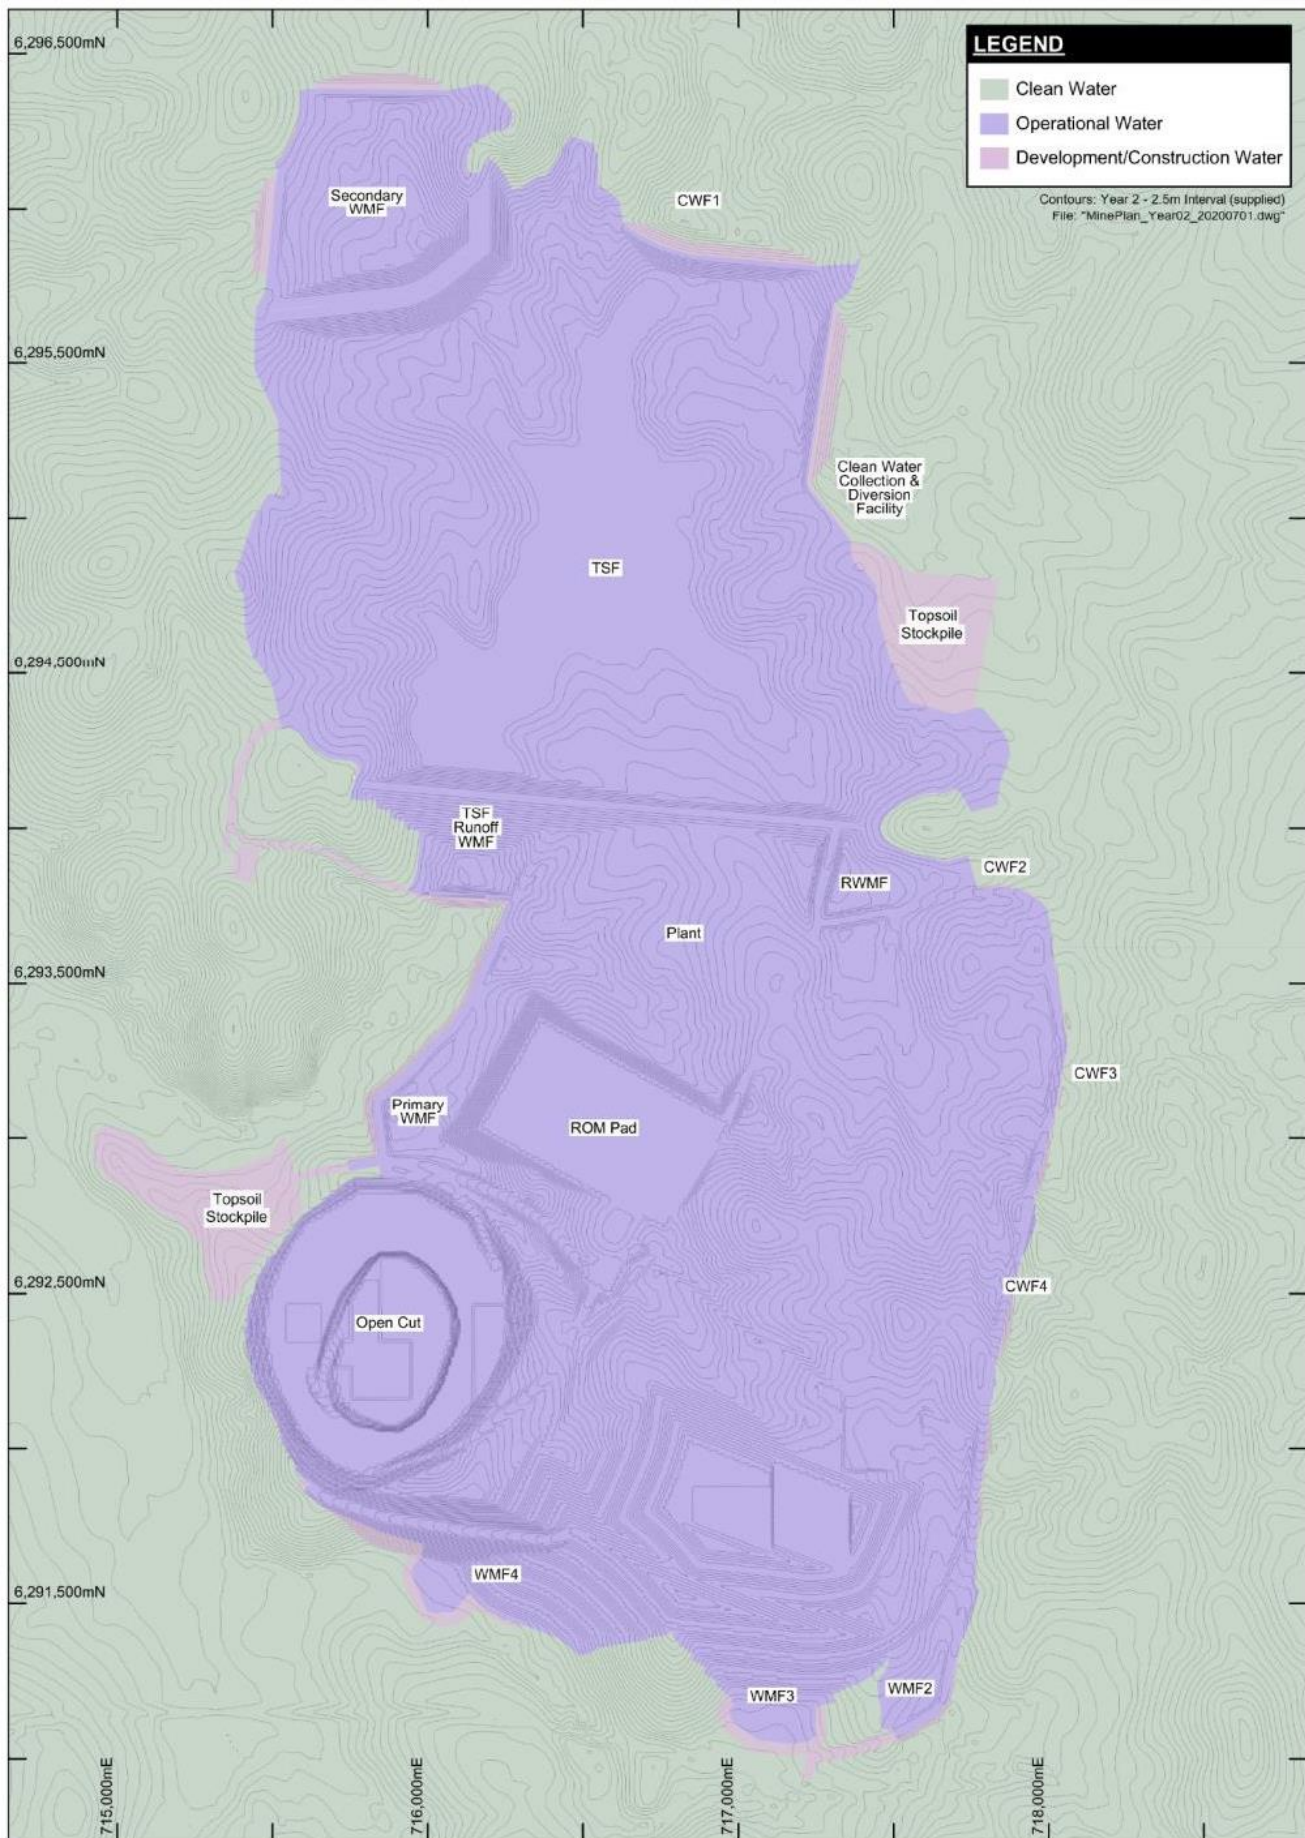 6,296,500mN
LEGEND
Clean Water
Operational Water
Development/Construction Water
Contours: Year 2 - 2.5m Interval (supplied)
File: "MinePlan_Year02_20200701.dwg"
Secondary
WMF
CWF1
6,295,500mN
Clean Water
Collection &
Diversion
Facility
TSF
Topsoil
Stockpile
6,294,500mN
TSF
Runoff
WMF
CWF2
RWMF
Plant
6,293,500mN
CWF3
Primary
WMF
ROM Pad
Topsoil
Stockpile
6,292,500mN
CWF4
Open Cut
WMF4
6,291,500mN
WMF2
WMF3
715,000mE
716,000mE
717,000mE
718,000mE